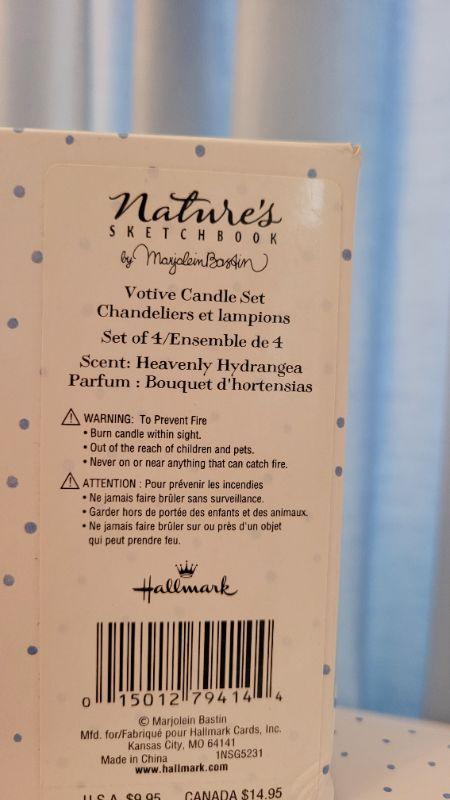 Nature's
SKETCHBOOK
by Marjolein Bastin
Votive Candle Set
Chandeliers et lampions
Set of 4/Ensemble de 4
Scent: Heavenly Hydrangea
Parfum : Bouquet d'hortensias
WARNING: To Prevent Fire
• Burn candle within sight.
• Out of the reach of children and pets.
• Never on or near anything that can catch fire.
ATTENTION : Pour prévenir les incendies
• Ne jamais faire brûler sans surveillance.
• Garder hors de portée des enfants et des animaux.
• Ne jamais faire brûler sur ou près d'un objet
qui peut prendre feu.
Hallmark
0 15012 79414 4
© Marjolein Bastin
Mfd. for/Fabriqué pour Hallmark Cards, Inc.
Kansas City, MO 64141
Made in China 1NSG5231
www.hallmark.com
U.S.A. $9.95 CANADA $14.95